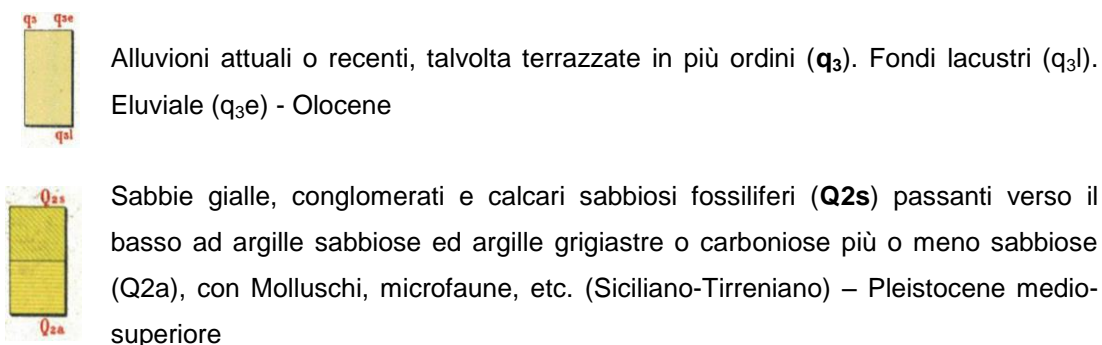 q3 q3e
Alluvioni attuali o recenti, talvolta terrazzate in più ordini (q₃). Fondi lacustri (q₃l).
Eluviale (q₃e) - Olocene
q3l
Q2s
Sabbie gialle, conglomerati e calcari sabbiosi fossiliferi (Q2s) passanti verso il
basso ad argille sabbiose ed argille grigiastre o carboniose più o meno sabbiose
(Q2a), con Molluschi, microfaune, etc. (Siciliano-Tirreniano) – Pleistocene medio-
superiore
Q2a